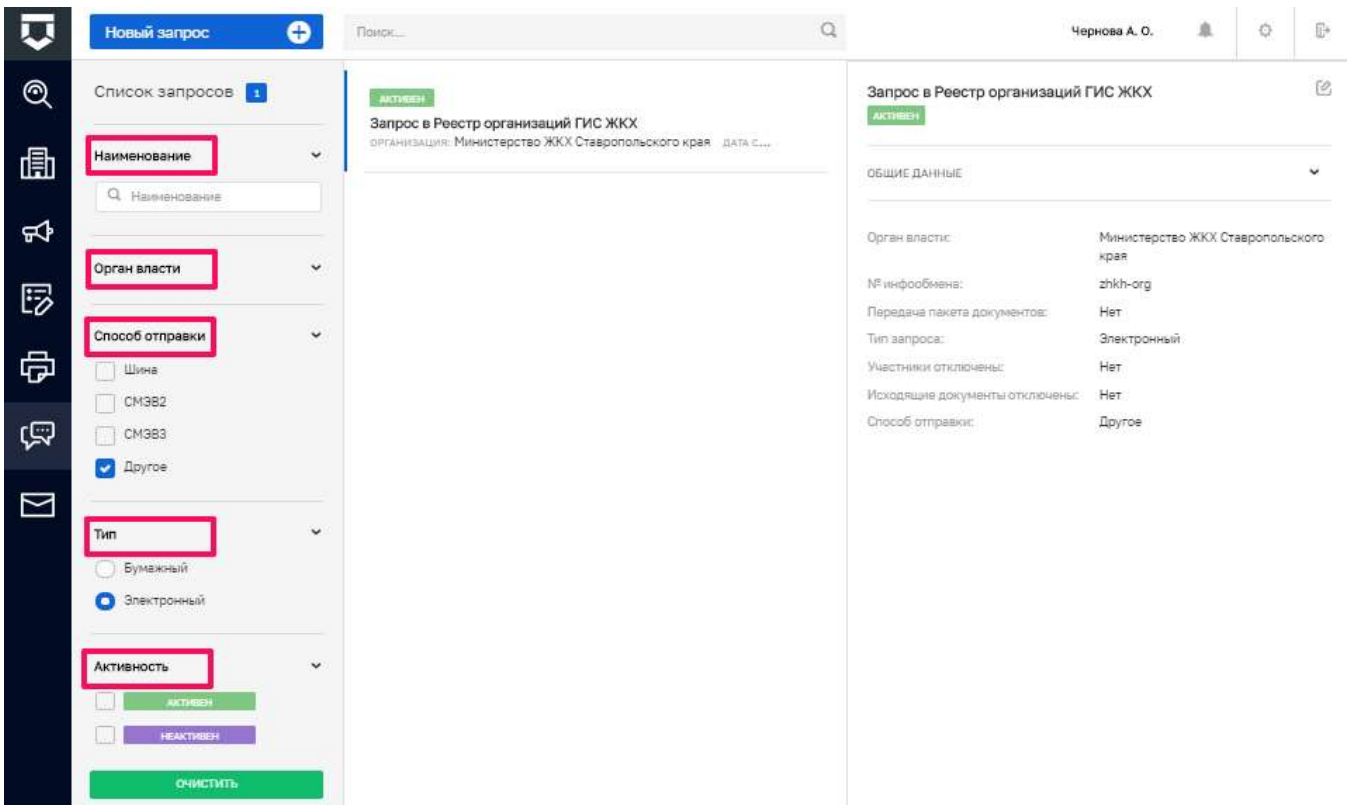 Новый запрос
Поиск...
Чернова А. О.
Список запросов 1
Наименование
Наименование
Орган власти
Способ отправки
Шина
СМЭВ2
СМЭВ3
Другое
Тип
Бумажный
Электронный
Активность
АКТИВЕН
НЕАКТИВЕН
ОЧИСТИТЬ
АКТИВЕН
Запрос в Реестр организаций ГИС ЖКХ
ОРГАНИЗАЦИЯ: Министерство ЖКХ Ставропольского края ДАТА С...
Запрос в Реестр организаций ГИС ЖКХ
АКТИВЕН
ОБЩИЕ ДАННЫЕ
Орган власти: Министерство ЖКХ Ставропольского
края
№ инфообмена: zhkh-org
Передача пакета документов: Нет
Тип запроса: Электронный
Участники отключены: Нет
Исходящие документы отключены: Нет
Способ отправки: Другое